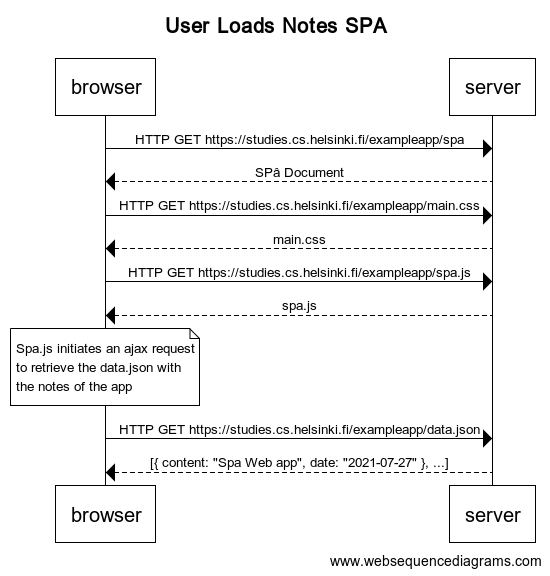 User Loads Notes SPA
browser
server
HTTP GET https://studies.cs.helsinki.fi/exampleapp/spa
SPâ Document
HTTP GET https://studies.cs.helsinki.fi/exampleapp/main.css
main.css
HTTP GET https://studies.cs.helsinki.fi/exampleapp/spa.js
spa.js
Spa.js initiates an ajax request
to retrieve the data.json with
the notes of the app
HTTP GET https://studies.cs.helsinki.fi/exampleapp/data.json
[{ content: "Spa Web app", date: "2021-07-27" }, ...]
browser
server
www.websequencediagrams.com